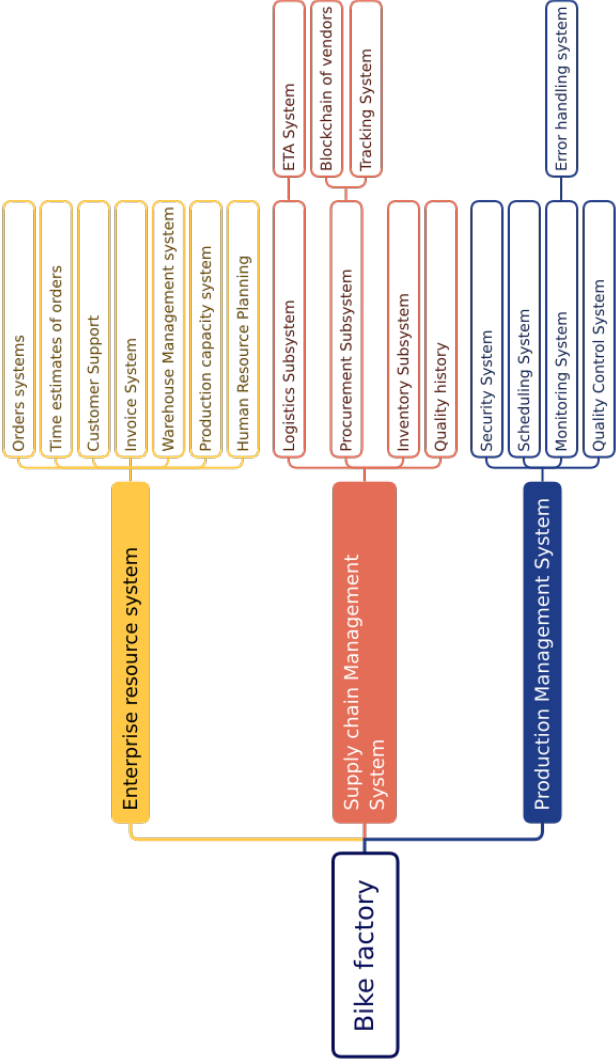 Bike factory
Enterprise resource system
Orders systems
Time estimates of orders
Customer Support
Invoice System
Warehouse Management system
Production capacity system
Human Resource Planning
Supply chain Management
System
Logistics Subsystem
ETA System
Procurement Subsystem
Blockchain of vendors
Tracking System
Inventory Subsystem
Quality history
Production Management System
Security System
Scheduling System
Monitoring System
Error handling system
Quality Control System